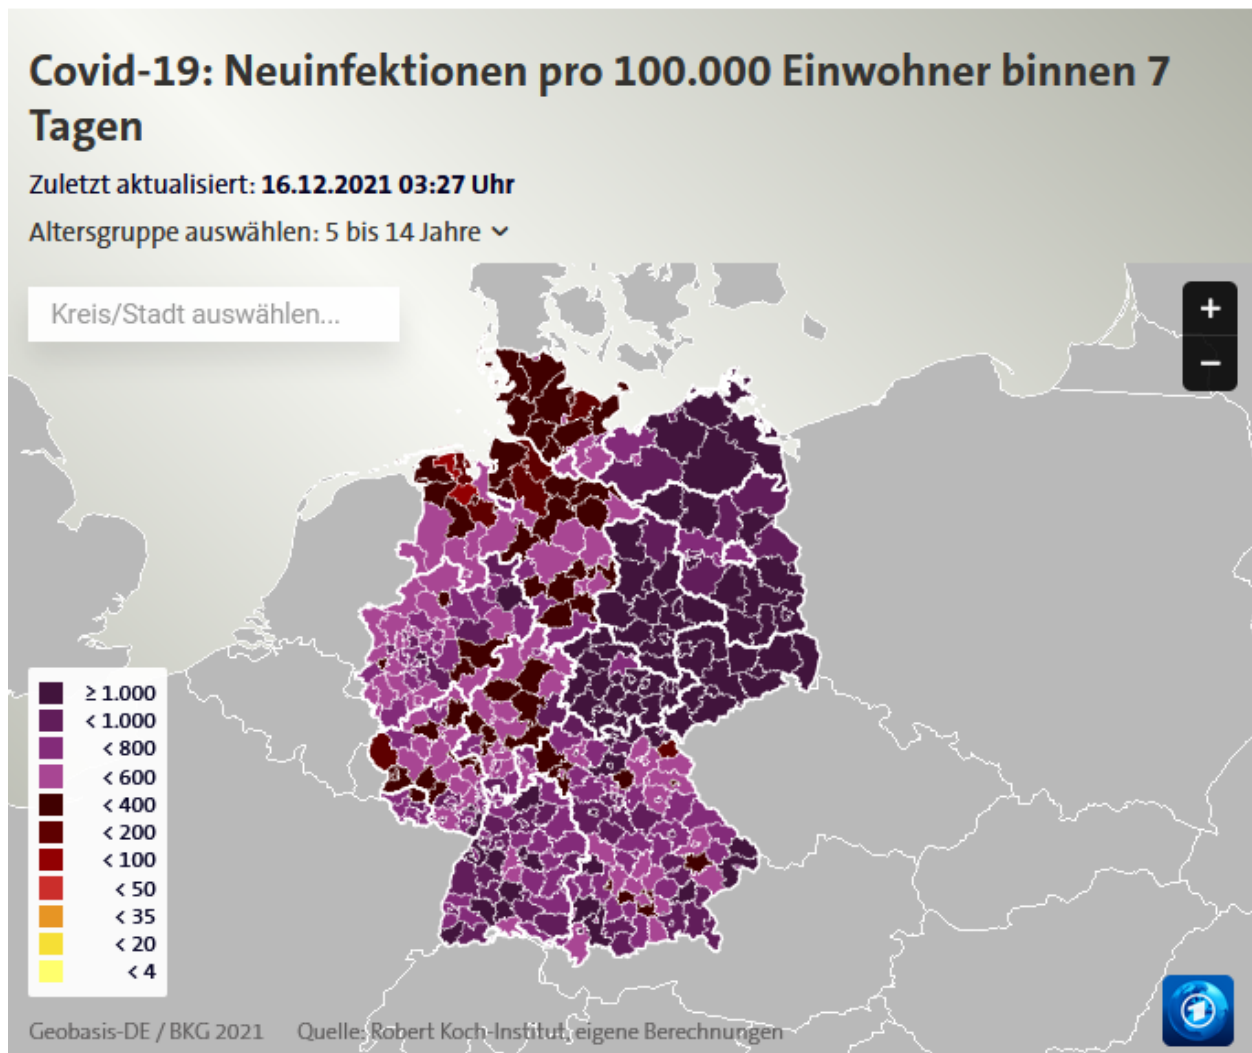 Covid-19: Neuinfektionen pro 100.000 Einwohner binnen 7
Tagen
Zuletzt aktualisiert: 16.12.2021 03:27 Uhr
Altersgruppe auswählen: 5 bis 14 Jahre
Kreis/Stadt auswählen...
+
−
≥ 1.000
< 1.000
< 800
< 600
< 400
< 200
< 100
< 50
< 35
< 20
< 4
Geobasis-DE / BKG 2021 Quelle: Robert Koch-Institut, eigene Berechnungen
1